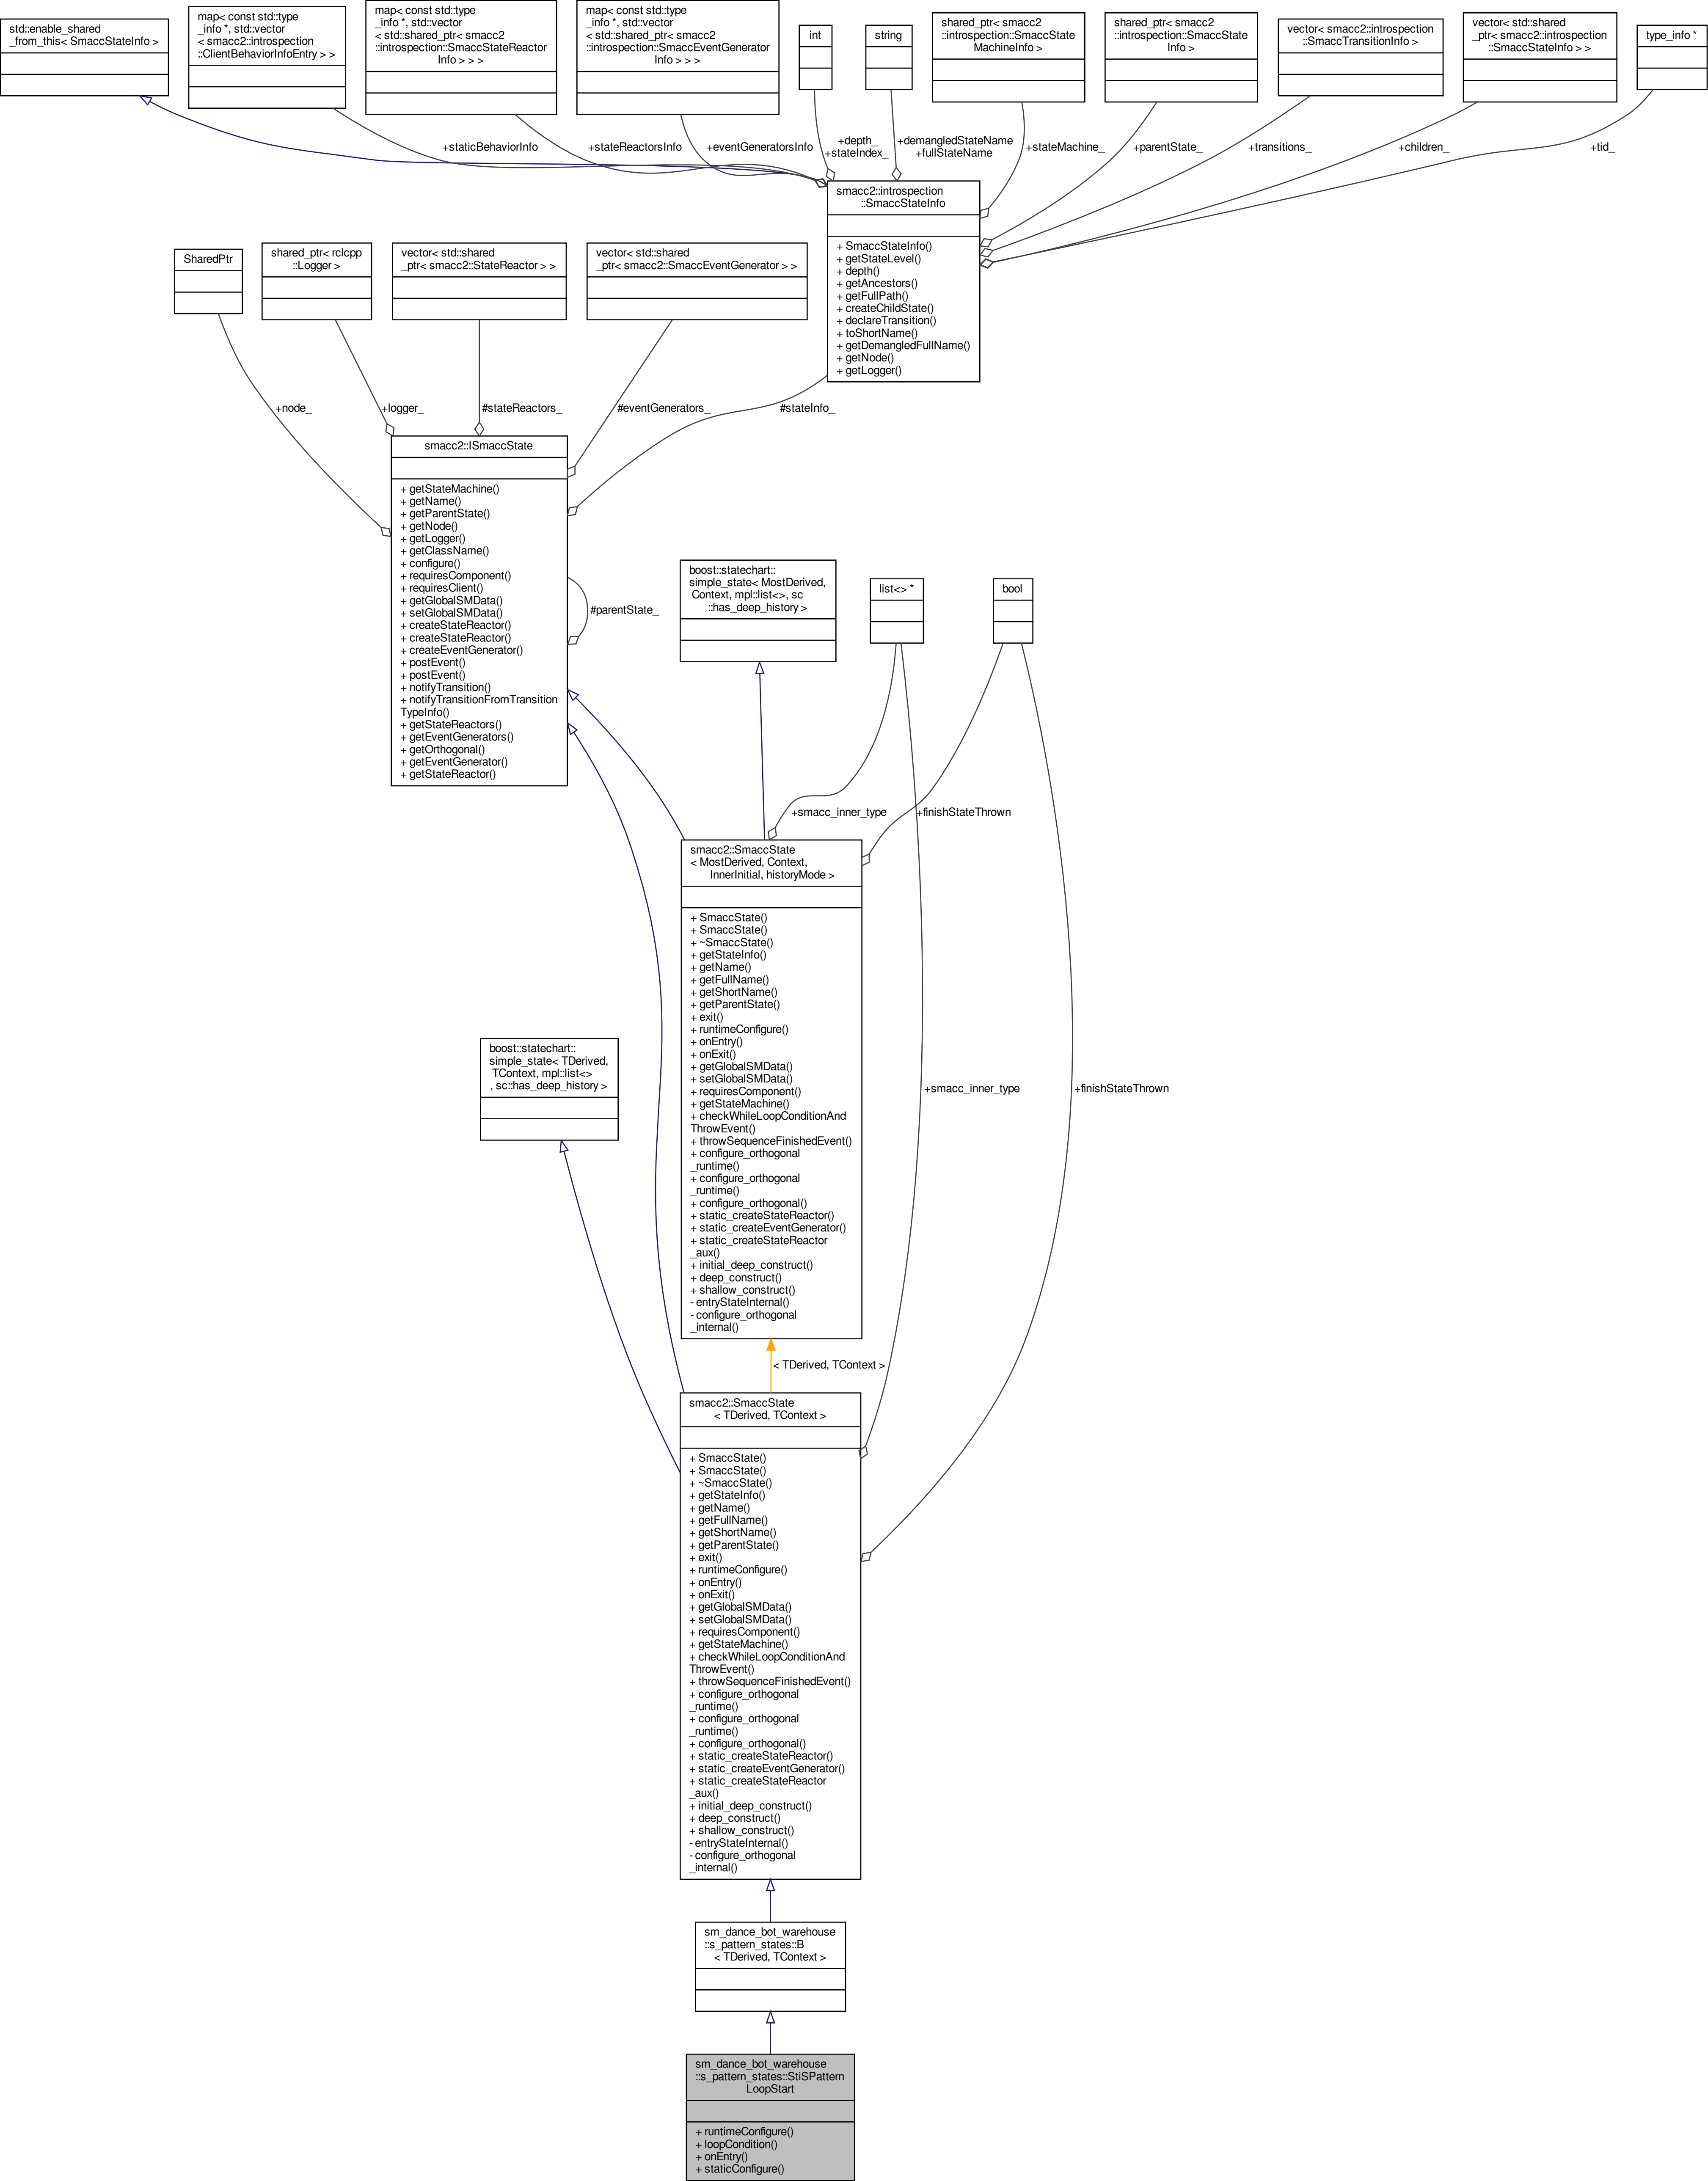 std::enable_shared
_from_this< SmaccStateInfo >
map< const std::type
_info *, std::vector
< smacc2::introspection
::ClientBehaviorInfoEntry > >
map< const std::type
_info *, std::vector
< std::shared_ptr< smacc2
::introspection::SmaccStateReactor
Info > > >
map< const std::type
_info *, std::vector
< std::shared_ptr< smacc2
::introspection::SmaccEventGenerator
Info > > >
int
string
shared_ptr< smacc2
::introspection::SmaccState
MachineInfo >
shared_ptr< smacc2
::introspection::SmaccState
Info >
vector< smacc2::introspection
::SmaccTransitionInfo >
vector< std::shared
_ptr< smacc2::introspection
::SmaccStateInfo > >
type_info *
+staticBehaviorInfo
+stateReactorsInfo
+eventGeneratorsInfo
+depth_
+stateIndex_
+demangledStateName
+fullStateName
+stateMachine_
+parentState_
+transitions_
+children_
+tid_
smacc2::introspection
::SmaccStateInfo
+ SmaccStateInfo()
+ getStateLevel()
+ depth()
+ getAncestors()
+ getFullPath()
+ createChildState()
+ declareTransition()
+ toShortName()
+ getDemangledFullName()
+ getNode()
+ getLogger()
SharedPtr
shared_ptr< rclcpp
::Logger >
vector< std::shared
_ptr< smacc2::StateReactor > >
vector< std::shared
_ptr< smacc2::SmaccEventGenerator > >
+node_
+logger_
#stateReactors_
#eventGenerators_
#stateInfo_
smacc2::ISmaccState
+ getStateMachine()
+ getName()
+ getParentState()
+ getNode()
+ getLogger()
+ getClassName()
+ configure()
+ requiresComponent()
+ requiresClient()
+ getGlobalSMData()
+ setGlobalSMData()
+ createStateReactor()
+ createStateReactor()
+ createEventGenerator()
+ postEvent()
+ postEvent()
+ notifyTransition()
+ notifyTransitionFromTransition
TypeInfo()
+ getStateReactors()
+ getEventGenerators()
+ getOrthogonal()
+ getEventGenerator()
+ getStateReactor()
#parentState_
boost::statechart::
simple_state< MostDerived,
Context, mpl::list<>, sc
::has_deep_history >
list<> *
bool
+smacc_inner_type
+finishStateThrown
smacc2::SmaccState
< MostDerived, Context,
InnerInitial, historyMode >
+ SmaccState()
+ SmaccState()
+ ~SmaccState()
+ getStateInfo()
+ getName()
+ getFullName()
+ getShortName()
+ getParentState()
+ exit()
+ runtimeConfigure()
+ onEntry()
+ onExit()
+ getGlobalSMData()
+ setGlobalSMData()
+ requiresComponent()
+ getStateMachine()
+ checkWhileLoopConditionAnd
ThrowEvent()
+ throwSequenceFinishedEvent()
+ configure_orthogonal
_runtime()
+ configure_orthogonal
_runtime()
+ configure_orthogonal()
+ static_createStateReactor()
+ static_createEventGenerator()
+ static_createStateReactor
_aux()
+ initial_deep_construct()
+ deep_construct()
+ shallow_construct()
- entryStateInternal()
- configure_orthogonal
_internal()
boost::statechart::
simple_state< TDerived,
TContext, mpl::list<>
, sc::has_deep_history >
+smacc_inner_type
+finishStateThrown
< TDerived, TContext >
smacc2::SmaccState
< TDerived, TContext >
+ SmaccState()
+ SmaccState()
+ ~SmaccState()
+ getStateInfo()
+ getName()
+ getFullName()
+ getShortName()
+ getParentState()
+ exit()
+ runtimeConfigure()
+ onEntry()
+ onExit()
+ getGlobalSMData()
+ setGlobalSMData()
+ requiresComponent()
+ getStateMachine()
+ checkWhileLoopConditionAnd
ThrowEvent()
+ throwSequenceFinishedEvent()
+ configure_orthogonal
_runtime()
+ configure_orthogonal
_runtime()
+ configure_orthogonal()
+ static_createStateReactor()
+ static_createEventGenerator()
+ static_createStateReactor
_aux()
+ initial_deep_construct()
+ deep_construct()
+ shallow_construct()
- entryStateInternal()
- configure_orthogonal
_internal()
sm_dance_bot_warehouse
::s_pattern_states::B
< TDerived, TContext >
sm_dance_bot_warehouse
::s_pattern_states::StiSPattern
LoopStart
+ runtimeConfigure()
+ loopCondition()
+ onEntry()
+ staticConfigure()